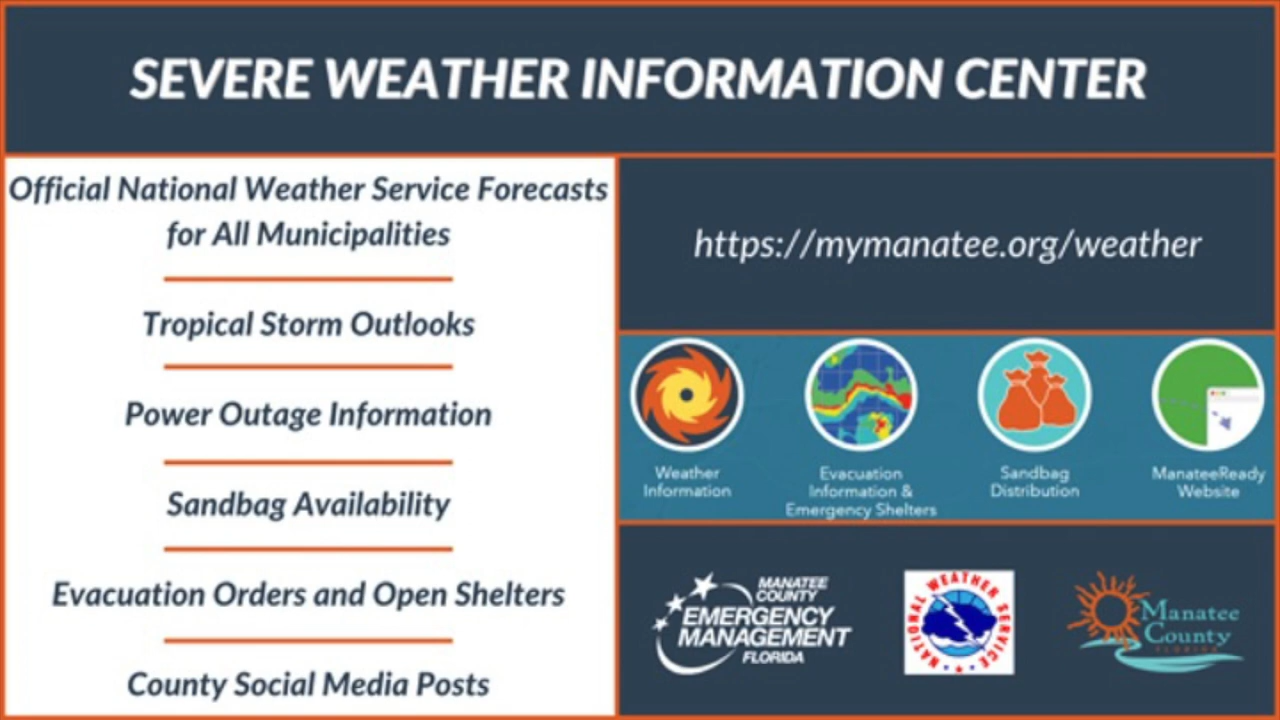 SEVERE WEATHER INFORMATION CENTER
Official National Weather Service Forecasts
for All Municipalities
Tropical Storm Outlooks
Power Outage Information
Sandbag Availability
Evacuation Orders and Open Shelters
County Social Media Posts
https://mymanatee.org/weather
Weather
Information
Evacuation
Information &
Emergency Shelters
Sandbag
Distribution
ManateeReady
Website
MANATEE
COUNTY
EMERGENCY
MANAGEMENT
FLORIDA
NATIONAL WEATHER SERVICE
Manatee
County
FLORIDA